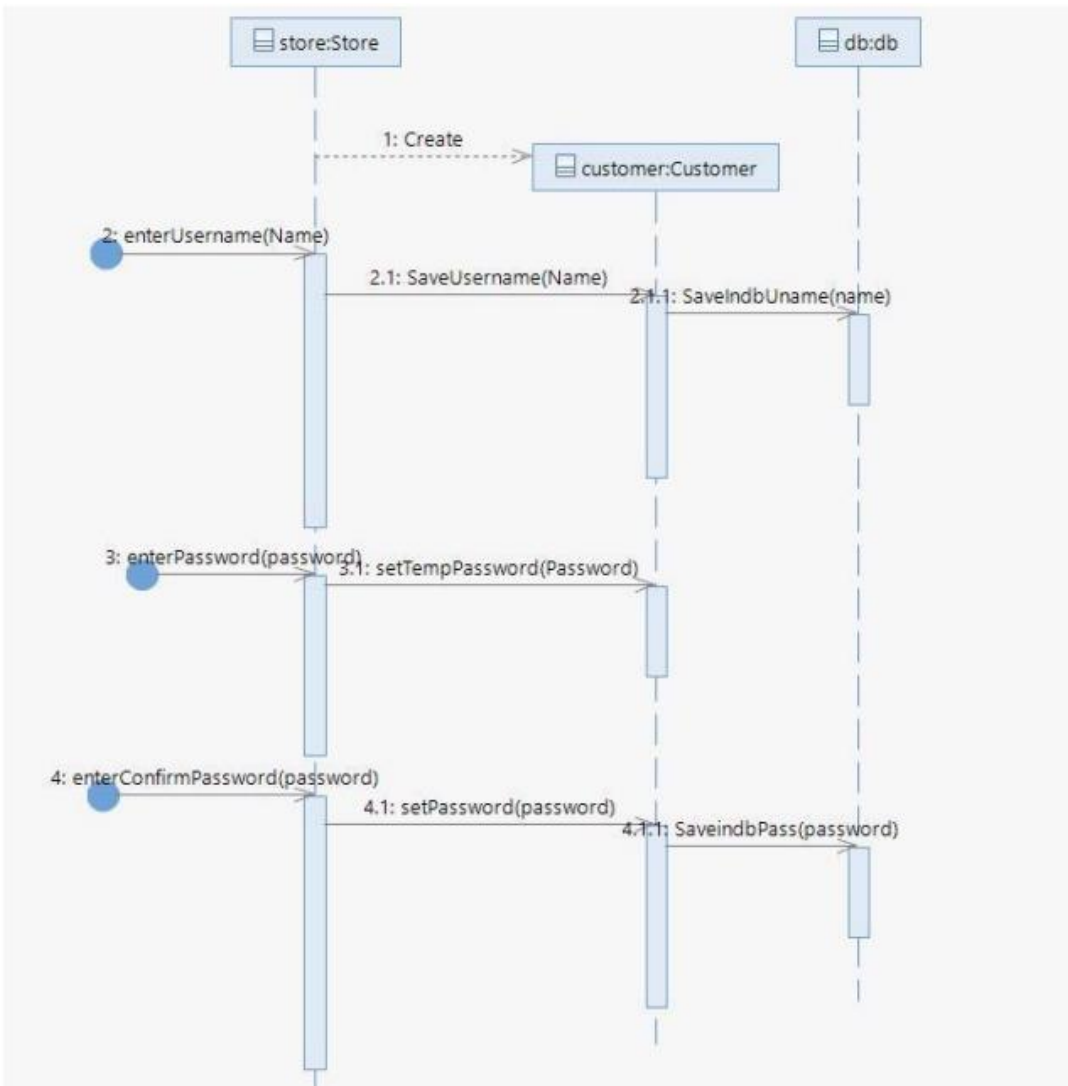 store:Store
db:db
1: Create
customer:Customer
2: enterUsername(Name)
2.1: SaveUsername(Name)
2.1.1: SaveIndbUname(name)
3: enterPassword(password)
3.1: setTempPassword(Password)
4: enterConfirmPassword(password)
4.1: setPassword(password)
4.1.1: SaveindbPass(password)